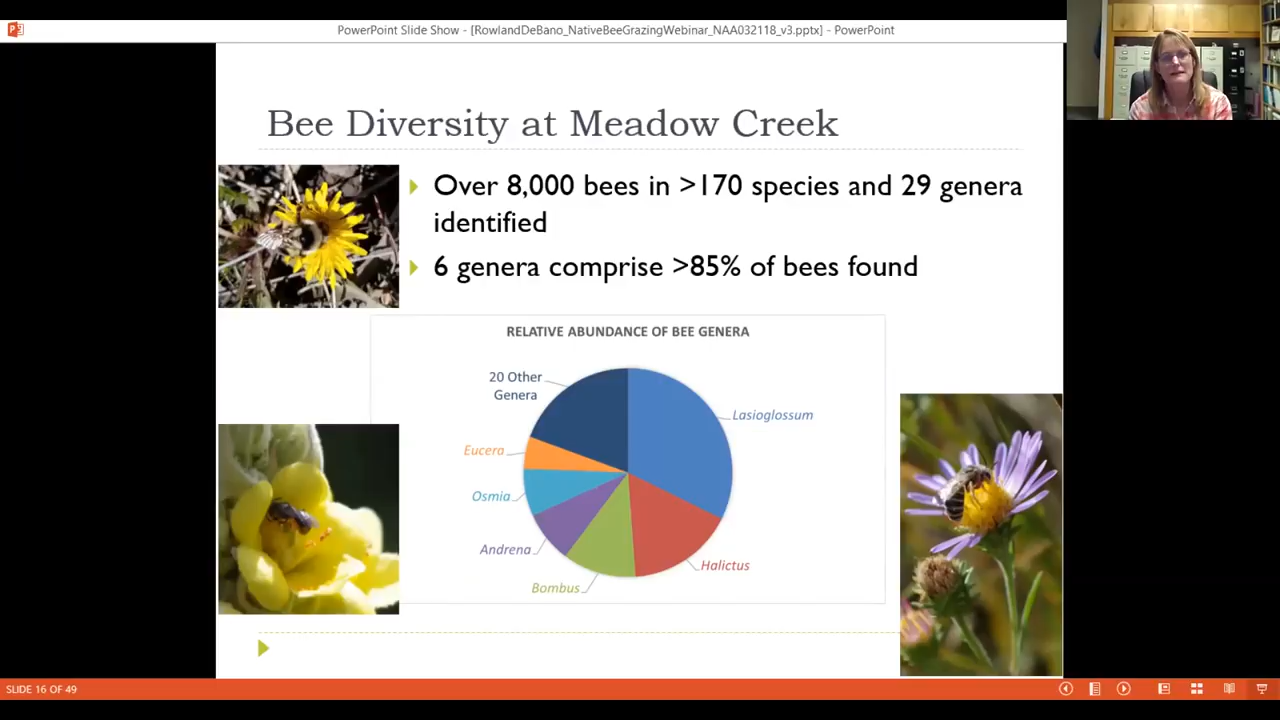 PowerPoint Slide Show - [RowlandDeBano_NativeBeeGrazingWebinar_NAA032118_v3.pptx] - PowerPoint
Bee Diversity at Meadow Creek
Over 8,000 bees in >170 species and 29 genera
identified
6 genera comprise >85% of bees found
RELATIVE ABUNDANCE OF BEE GENERA
20 Other
Genera
Lasioglossum
Eucera
Osmia
Andrena
Halictus
Bombus
SLIDE 16 OF 49